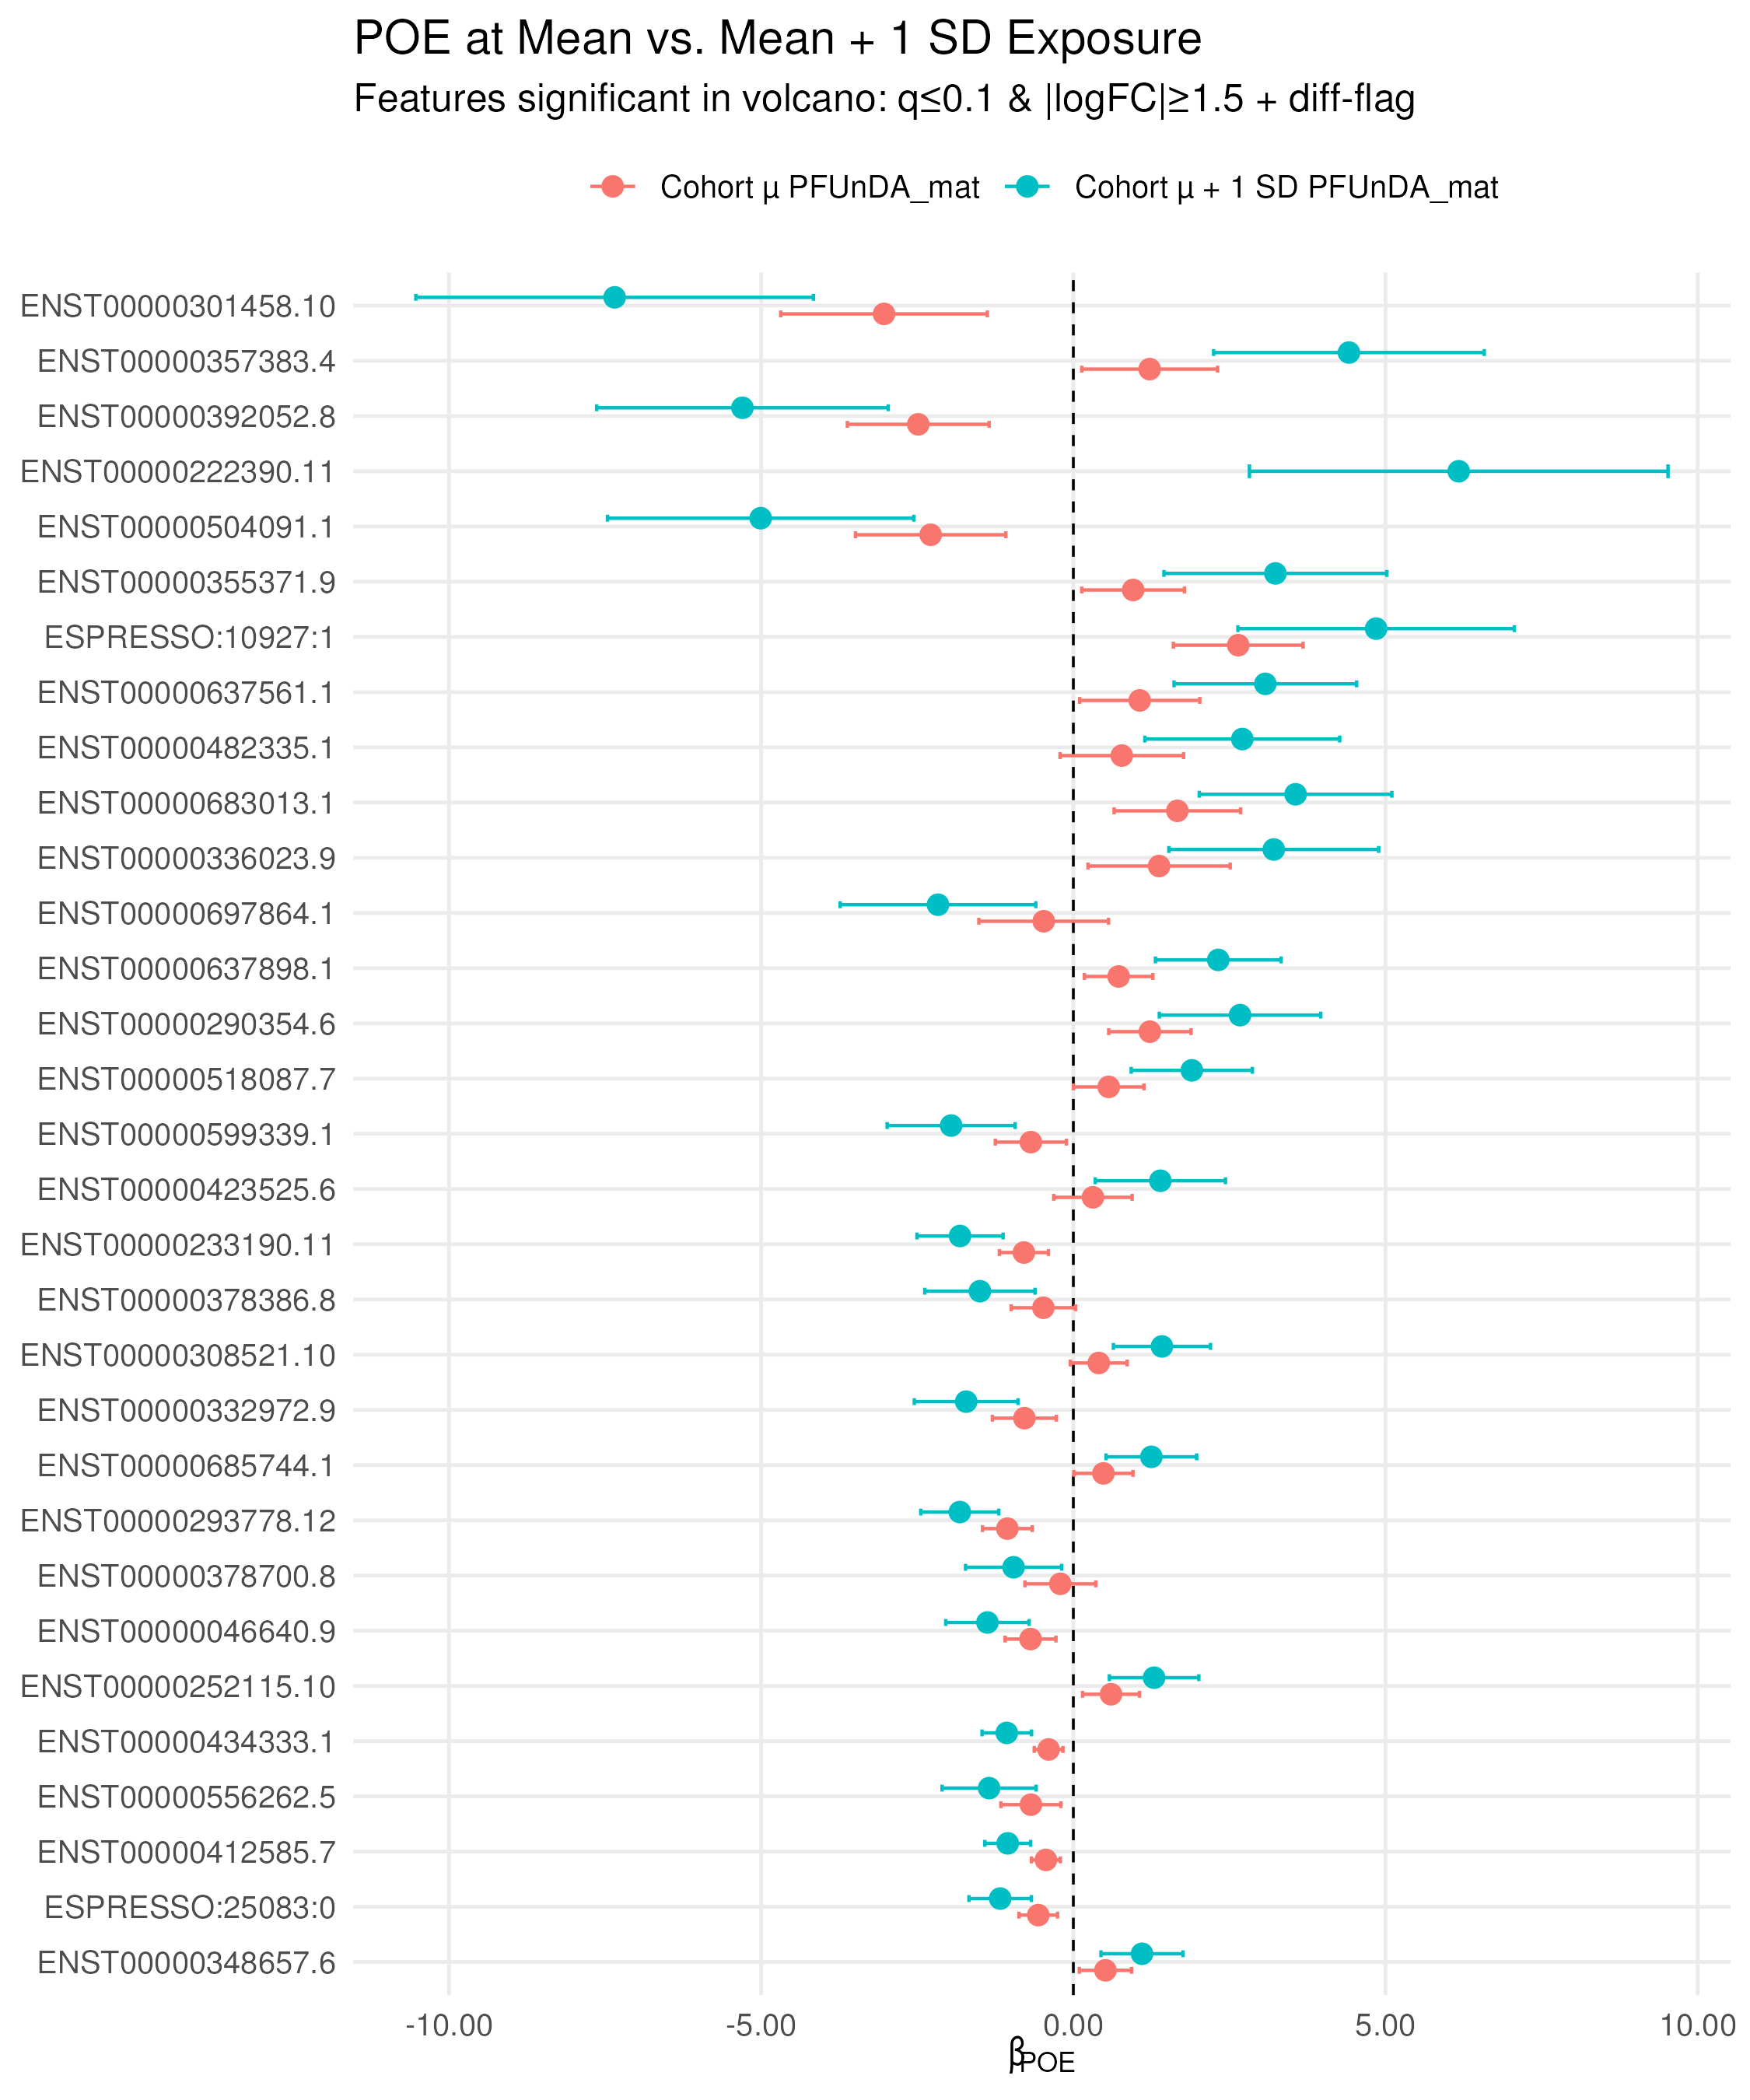 POE at Mean vs. Mean + 1 SD Exposure
Features significant in volcano: q≤0.1 & |logFC|≥1.5 + diff-flag
Cohort μ PFUnDA_mat Cohort μ + 1 SD PFUnDA_mat
ENST00000301458.10
ENST00000357383.4
ENST00000392052.8
ENST00000222390.11
ENST00000504091.1
ENST00000355371.9
ESPRESSO:10927:1
ENST00000637561.1
ENST00000482335.1
ENST00000683013.1
ENST00000336023.9
ENST00000697864.1
ENST00000637898.1
ENST00000290354.6
ENST00000518087.7
ENST00000599339.1
ENST00000423525.6
ENST00000233190.11
ENST00000378386.8
ENST00000308521.10
ENST00000332972.9
ENST00000685744.1
ENST00000293778.12
ENST00000378700.8
ENST00000046640.9
ENST00000252115.10
ENST00000434333.1
ENST00000556262.5
ENST00000412585.7
ESPRESSO:25083:0
ENST00000348657.6
-10.00 -5.00 0.00 5.00 10.00
βPOE